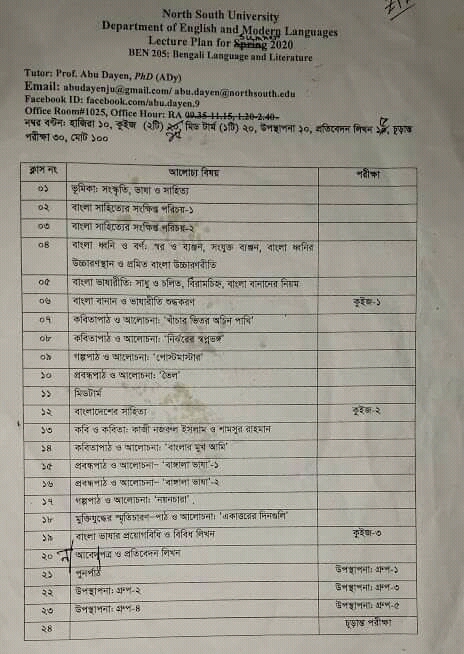 North South University
Department of English and Modern Languages
Summer
Lecture Plan for Spring 2020
BEN 205: Bengali Language and Literature
Tutor: Prof. Abu Dayen, PhD (ADy)
Email: abudayenju@gmail.com/ abu.dayen@northsouth.edu
Facebook ID: facebook.com/abu.dayen.9
Office Room#1025, Office Hour: RA 09.35-11.15, 1.20-2.40-
নম্বর বণ্টন: হাজিরা ১০, কুইজ (২টি) ২০, মিড টার্ম (১টি) ২০, উপস্থাপনা ১০, প্রতিবেদন লিখন চূড়ান্ত
পরীক্ষা ৩০, মোট ১০০
ক্লাস নং আলোচ্য বিষয় পরীক্ষা
০১ ভূমিকা: সংস্কৃতি, ভাষা ও সাহিত্য
০২ বাংলা সাহিত্যের সংক্ষিপ্ত পরিচয়-১
০৩ বাংলা সাহিত্যের সংক্ষিপ্ত পরিচয়-২
০৪ বাংলা ধ্বনি ও বর্ণ: স্বর ও ব্যঞ্জন, সংযুক্ত ব্যঞ্জন, বাংলা ধ্বনির
উচ্চারণস্থান ও প্রমিত বাংলা উচ্চারণরীতি
০৫ বাংলা ভাষারীতি: সাধু ও চলিত, বিরামচিহ্ন, বাংলা বানানের নিয়ম
০৬ বাংলা বানান ও ভাষারীতি শুদ্ধকরণ কুইজ-১
০৭ কবিতাপাঠ ও আলোচনা: 'খাঁচার ভিতর অচিন পাখি'
০৮ কবিতাপাঠ ও আলোচনা: 'নির্ঝরের স্বপ্নভঙ্গ'
০৯ গল্পপাঠ ও আলোচনা: 'পোস্টমাস্টার'
১০ প্রবন্ধপাঠ ও আলোচনা: 'তৈল'
১১ মিডটার্ম
১২ বাংলাদেশের সাহিত্য কুইজ-২
১৩ কবি ও কবিতা: কাজী নজরুল ইসলাম ও শামসুর রাহমান
১৪ কবিতাপাঠ ও আলোচনা: 'বাংলার মুখ আমি'
১৫ প্রবন্ধপাঠ ও আলোচনা– 'বাঙ্গালা ভাষা'-১
১৬ প্রবন্ধপাঠ ও আলোচনা– 'বাঙ্গালা ভাষা'-২
১৭ গল্পপাঠ ও আলোচনা: 'নয়নচারা'
১৮ মুক্তিযুদ্ধের স্মৃতিচারণ–পাঠ ও আলোচনা: 'একাত্তরের দিনগুলি'
১৯ বাংলা ভাষার প্রয়োগবিধি ও বিবিধ লিখন কুইজ-৩
২০ আবেদনপত্র ও প্রতিবেদন লিখন
২১ পুনর্পাঠ উপস্থাপনা: গ্রুপ-১
২২ উপস্থাপনা: গ্রুপ-২ উপস্থাপনা: গ্রুপ-৩
২৩ উপস্থাপনা: গ্রুপ-৪ উপস্থাপনা: গ্রুপ-৫
২৪ চূড়ান্ত পরীক্ষা